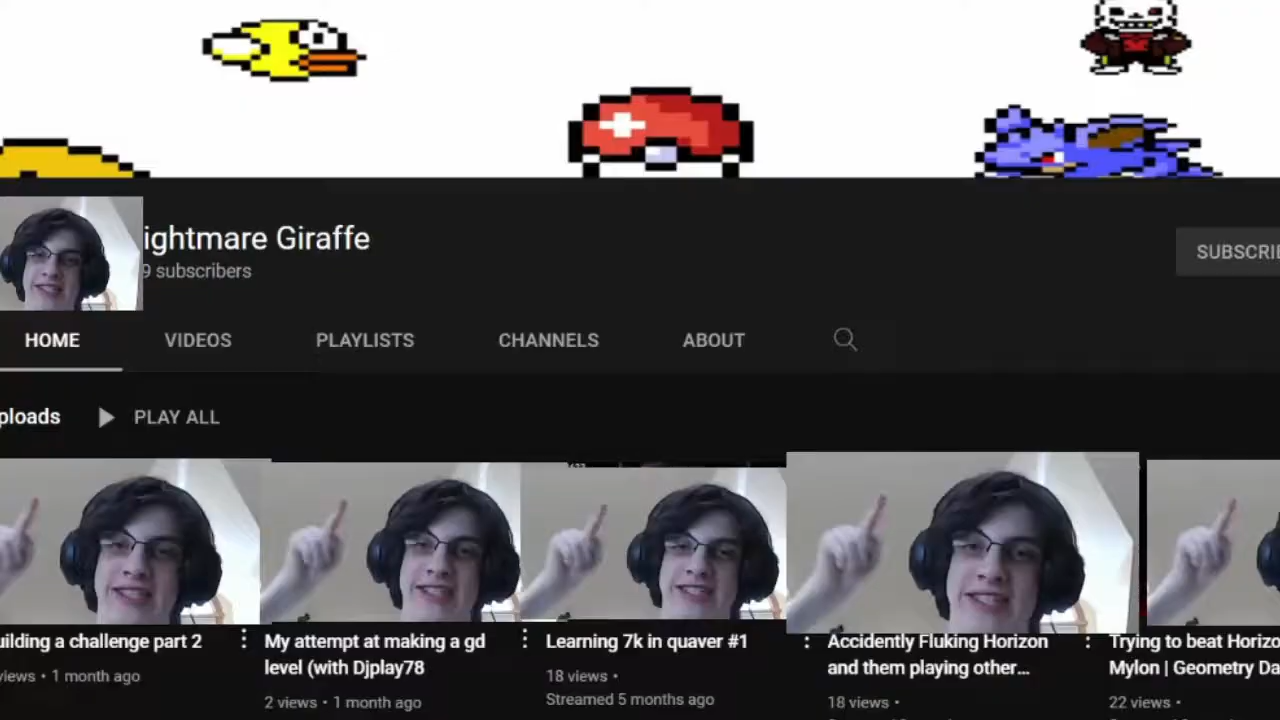 ightmare Giraffe
9 subscribers
SUBSCRIB
HOME
VIDEOS
PLAYLISTS
CHANNELS
ABOUT
ploads
PLAY ALL
uilding a challenge part 2
views • 1 month ago
My attempt at making a gd
level (with Djplay78
2 views • 1 month ago
Learning 7k in quaver #1
18 views •
Streamed 5 months ago
Accidently Fluking Horizon
and them playing other...
18 views •
Trying to beat Horizo
Mylon | Geometry Da
22 views •